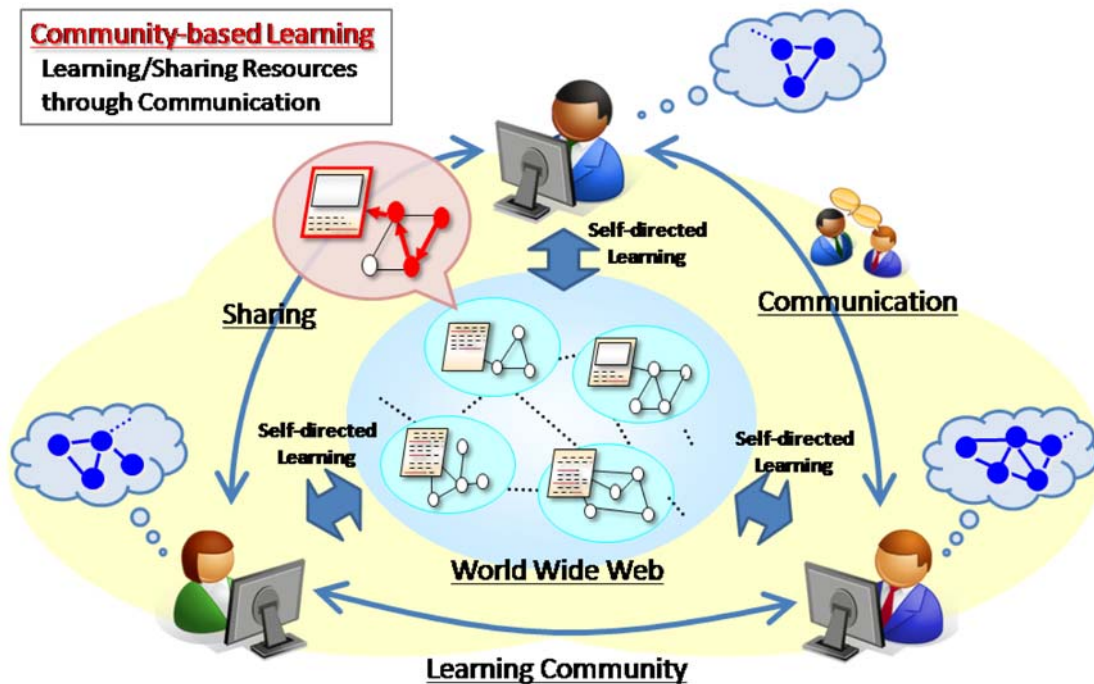 Community-based Learning
Learning/Sharing Resources
through Communication
Self-directed
Learning
Sharing
Communication
Self-directed
Learning
Self-directed
Learning
World Wide Web
Learning Community